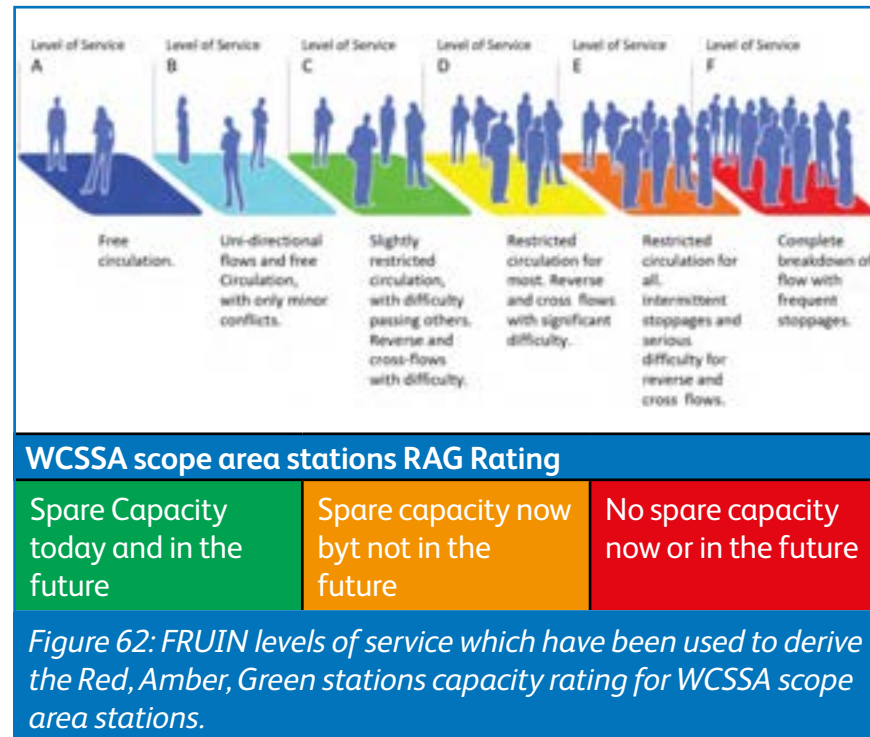 Level of Service
A
Level of Service
B
Level of Service
C
Level of Service
D
Level of Service
E
Level of Service
F
Free
circulation.
Uni-directional
flows and free
Circulation,
with only minor
conflicts.
Slightly
restricted
circulation,
with difficulty
passing others.
Reverse and
cross-flows
with difficulty.
Restricted
circulation for
most. Reverse
and cross flows
with significant
difficulty.
Restricted
circulation for
all.
Intermittent
stoppages and
serious
difficulty for
reverse and
cross flows.
Complete
breakdown of
flow with
frequent
stoppages.
WCSSA scope area stations RAG Rating
Spare Capacity
today and in the
future
Spare capacity now
byt not in the
future
No spare capacity
now or in the future
Figure 62: FRUIN levels of service which have been used to derive
the Red, Amber, Green stations capacity rating for WCSSA scope
area stations.